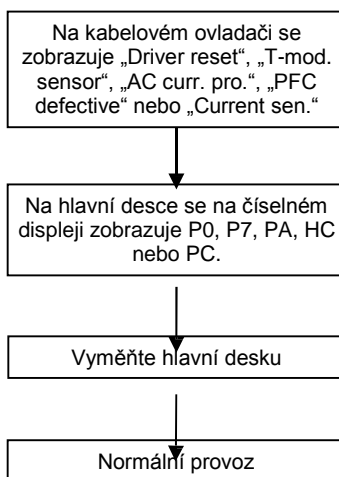 Na kabelovém ovladači se
zobrazuje „Driver reset“, „T-mod.
sensor“, „AC curr. pro.“, „PFC
defective“ nebo „Current sen.“
Na hlavní desce se na číselném
displeji zobrazuje P0, P7, PA, HC
nebo PC.
Vyměňte hlavní desku
Normální provoz